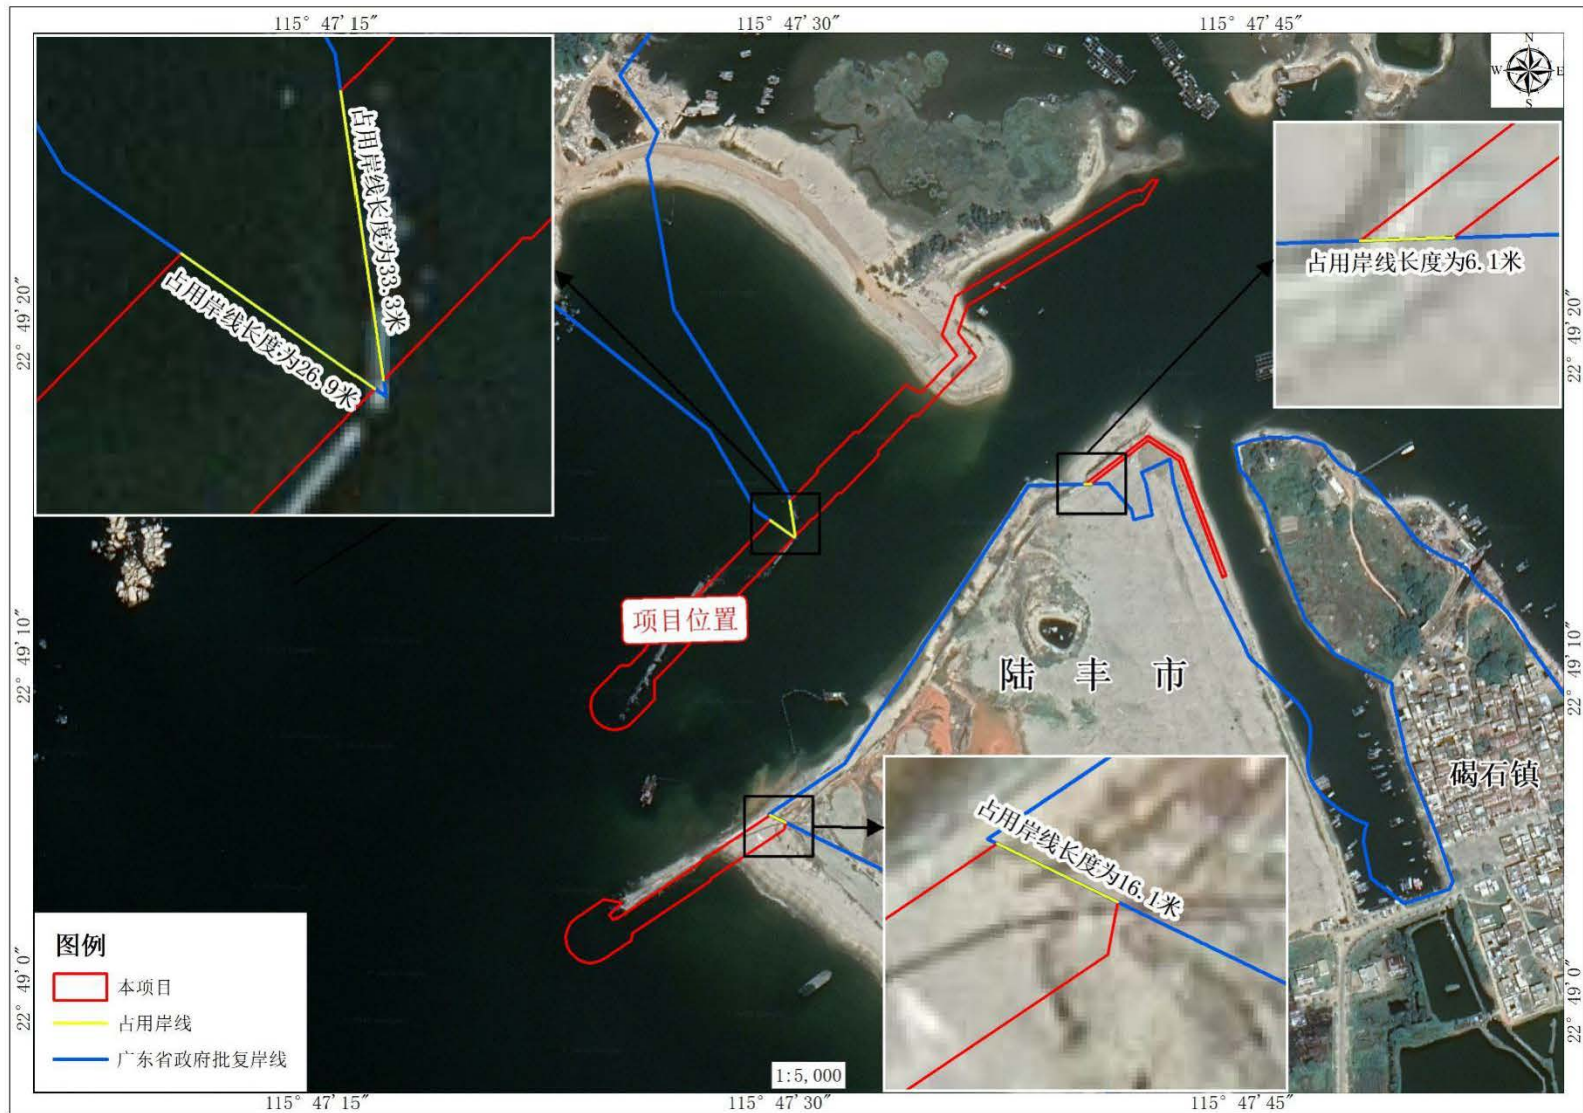 115° 47′15″
115° 47′30″
115° 47′45″
N
W
E
S
占用岸线长度为33.3米
占用岸线长度为26.9米
占用岸线长度为6.1米
22° 49′20″
22° 49′20″
项目位置
22° 49′10″
22° 49′10″
陆丰市
碣石镇
占用岸线长度为16.1米
22° 49′0″
22° 49′0″
图例
本项目
占用岸线
广东省政府批复岸线
1:5,000
115° 47′15″
115° 47′30″
115° 47′45″